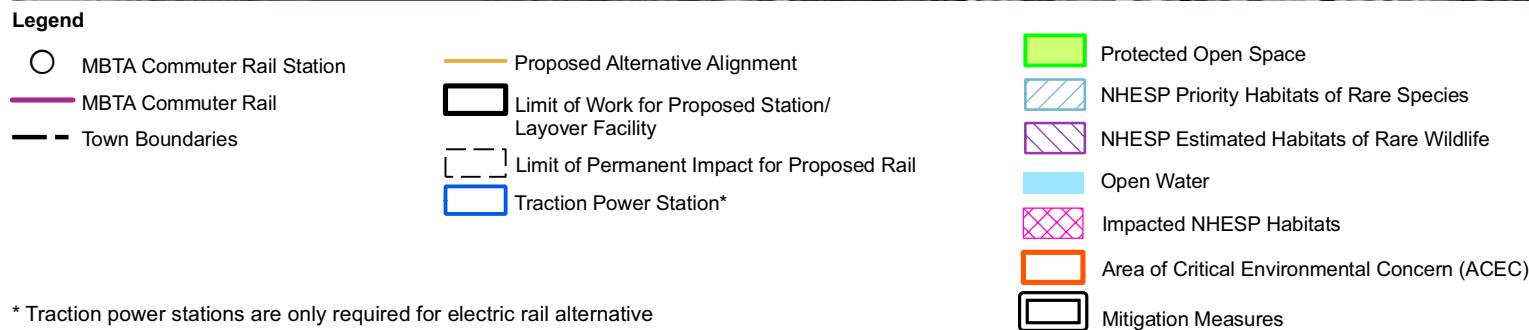 Legend
MBTA Commuter Rail Station
MBTA Commuter Rail
Town Boundaries
Proposed Alternative Alignment
Limit of Work for Proposed Station/
Layover Facility
Limit of Permanent Impact for Proposed Rail
Traction Power Station*
Protected Open Space
NHESP Priority Habitats of Rare Species
NHESP Estimated Habitats of Rare Wildlife
Open Water
Impacted NHESP Habitats
Area of Critical Environmental Concern (ACEC)
Mitigation Measures
* Traction power stations are only required for electric rail alternative